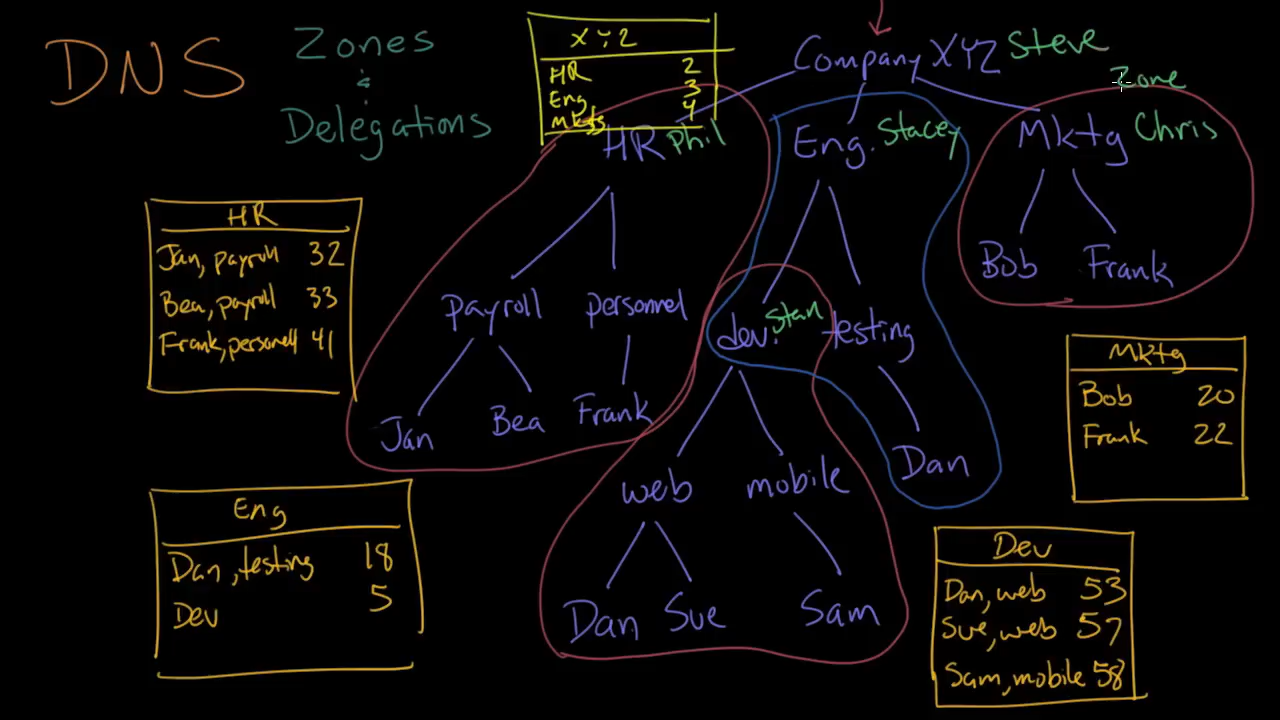 DNS
Zones
&
Delegations
XYZ
HR 2
Eng 3
Mktg 4
Company XYZ Steve
Zone
HR Phil
Eng. Stacey
Mktg Chris
Bob Frank
payroll personnel
dev. Stan testing
Jan Bea Frank
web mobile Dan
Dan Sue Sam
HR
Jan, payroll 32
Bea, payroll 33
Frank, personell 41
Eng
Dan, testing 18
Dev 5
Mktg
Bob 20
Frank 22
Dev
Dan, web 53
Sue, web 57
Sam, mobile 58